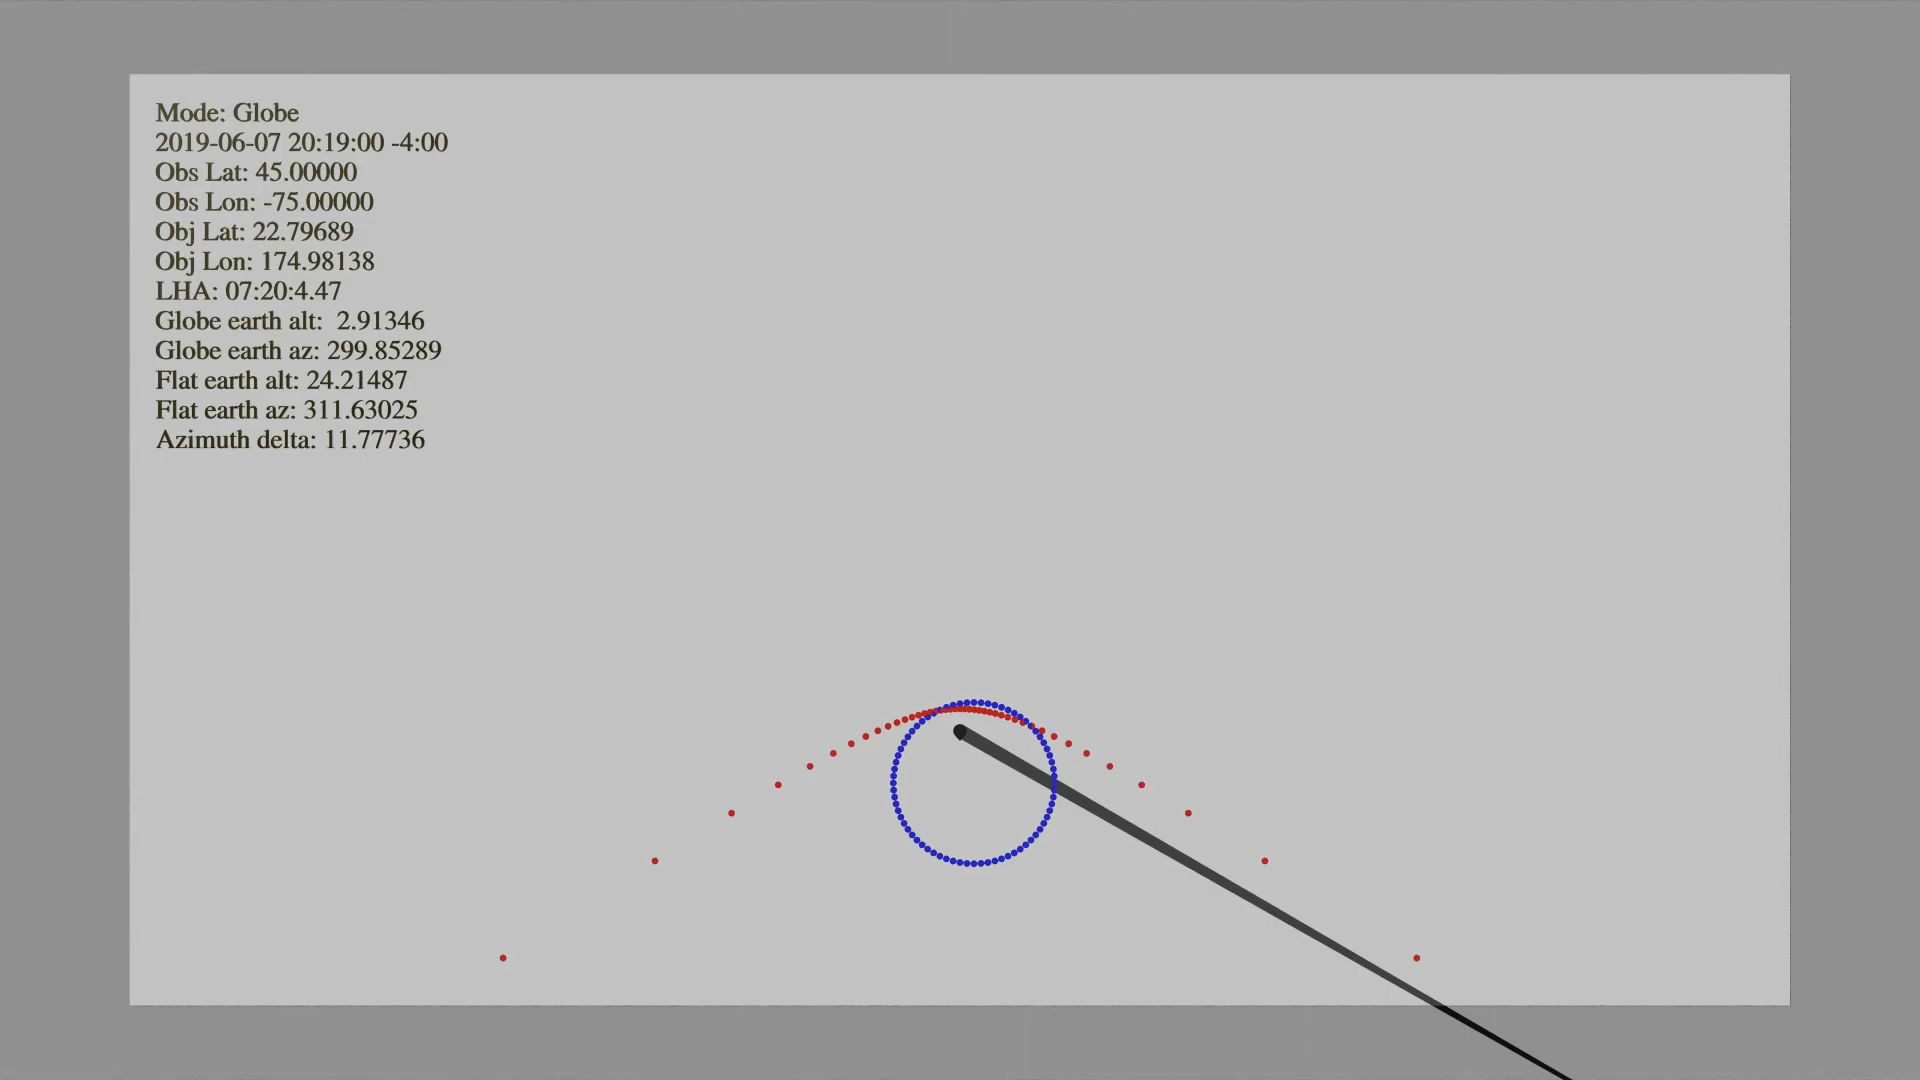 Mode: Globe
2019-06-07 20:19:00 -4:00
Obs Lat: 45.00000
Obs Lon: -75.00000
Obj Lat: 22.79689
Obj Lon: 174.98138
LHA: 07:20:4.47
Globe earth alt:  2.91346
Globe earth az: 299.85289
Flat earth alt: 24.21487
Flat earth az: 311.63025
Azimuth delta: 11.77736